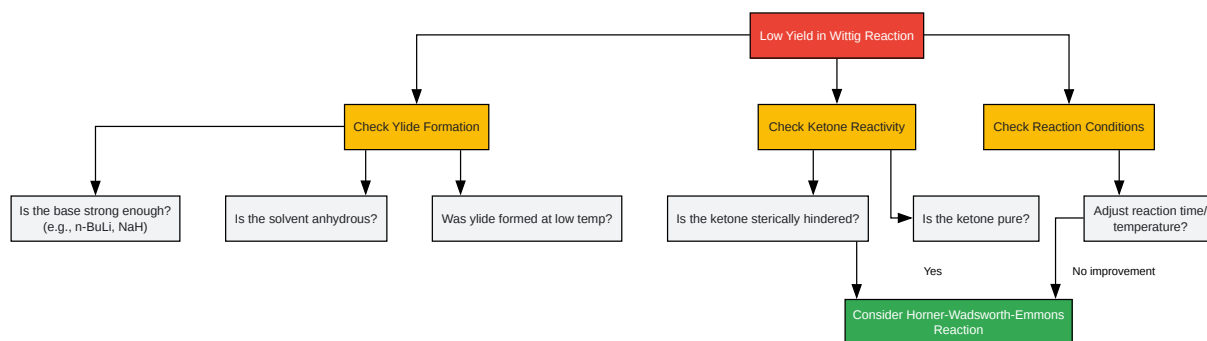 Low Yield in Wittig Reaction
Check Ylide Formation
Check Ketone Reactivity
Check Reaction Conditions
Is the base strong enough?
(e.g., n-BuLi, NaH)
Is the solvent anhydrous?
Was ylide formed at low temp?
Is the ketone sterically hindered?
Is the ketone pure?
Adjust reaction time/
temperature?
Yes
No improvement
Consider Horner-Wadsworth-Emmons
Reaction